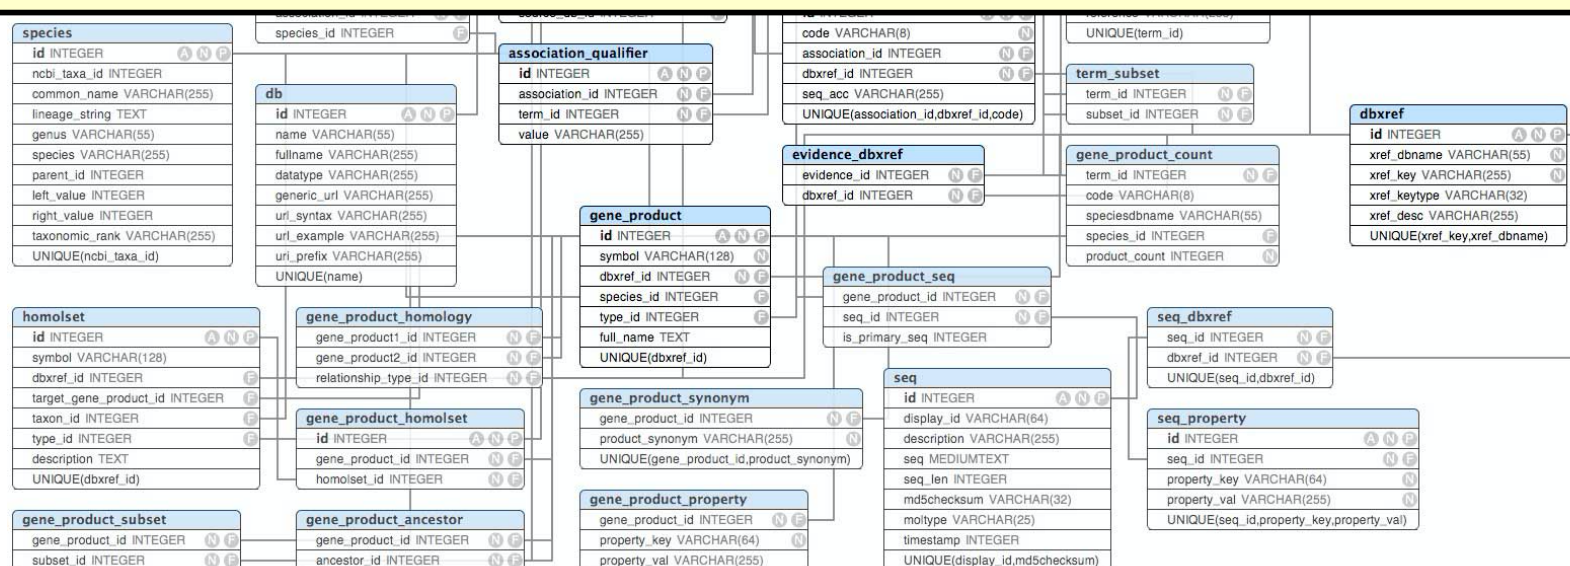 species
id INTEGER A N P
ncbi_taxa_id INTEGER
common_name VARCHAR(255)
lineage_string TEXT
genus VARCHAR(55)
species VARCHAR(255)
parent_id INTEGER
left_value INTEGER
right_value INTEGER
taxonomic_rank VARCHAR(255)
UNIQUE(ncbi_taxa_id)
species_id INTEGER F
db
id INTEGER A N P
name VARCHAR(55)
fullname VARCHAR(255)
datatype VARCHAR(255)
generic_url VARCHAR(255)
url_syntax VARCHAR(255)
url_example VARCHAR(255)
uri_prefix VARCHAR(255)
UNIQUE(name)
association_qualifier
id INTEGER A N P
association_id INTEGER N F
term_id INTEGER N F
value VARCHAR(255)
code VARCHAR(8) N
association_id INTEGER N F
dbxref_id INTEGER N F
seq_acc VARCHAR(255)
UNIQUE(association_id,dbxref_id,code)
UNIQUE(term_id)
term_subset
term_id INTEGER N F
subset_id INTEGER N F
evidence_dbxref
evidence_id INTEGER N F
dbxref_id INTEGER N F
gene_product_count
term_id INTEGER N F
code VARCHAR(8)
speciesdbname VARCHAR(55)
species_id INTEGER F
product_count INTEGER N
dbxref
id INTEGER A N P
xref_dbname VARCHAR(55) N
xref_key VARCHAR(255) N
xref_keytype VARCHAR(32)
xref_desc VARCHAR(255)
UNIQUE(xref_key,xref_dbname)
gene_product
id INTEGER A N P
symbol VARCHAR(128) N
dbxref_id INTEGER N F
species_id INTEGER F
type_id INTEGER F
full_name TEXT
UNIQUE(dbxref_id)
gene_product_seq
gene_product_id INTEGER N F
seq_id INTEGER N F
is_primary_seq INTEGER
homolset
id INTEGER A N P
symbol VARCHAR(128)
dbxref_id INTEGER F
target_gene_product_id INTEGER F
taxon_id INTEGER F
type_id INTEGER F
description TEXT
UNIQUE(dbxref_id)
gene_product_homology
gene_product1_id INTEGER N F
gene_product2_id INTEGER N F
relationship_type_id INTEGER N F
gene_product_homolset
id INTEGER A N P
gene_product_id INTEGER N F
homolset_id INTEGER N F
gene_product_synonym
gene_product_id INTEGER N F
product_synonym VARCHAR(255) N
UNIQUE(gene_product_id,product_synonym)
seq
id INTEGER A N P
display_id VARCHAR(64)
description VARCHAR(255)
seq MEDIUMTEXT
seq_len INTEGER
md5checksum VARCHAR(32)
moltype VARCHAR(25)
timestamp INTEGER
UNIQUE(display_id,md5checksum)
seq_dbxref
seq_id INTEGER N F
dbxref_id INTEGER N F
UNIQUE(seq_id,dbxref_id)
seq_property
id INTEGER A N P
seq_id INTEGER N F
property_key VARCHAR(64) N
property_val VARCHAR(255) N
UNIQUE(seq_id,property_key,property_val)
gene_product_subset
gene_product_id INTEGER N F
subset_id INTEGER N F
gene_product_ancestor
gene_product_id INTEGER N F
ancestor_id INTEGER N F
gene_product_property
gene_product_id INTEGER N F
property_key VARCHAR(64) N
property_val VARCHAR(255)